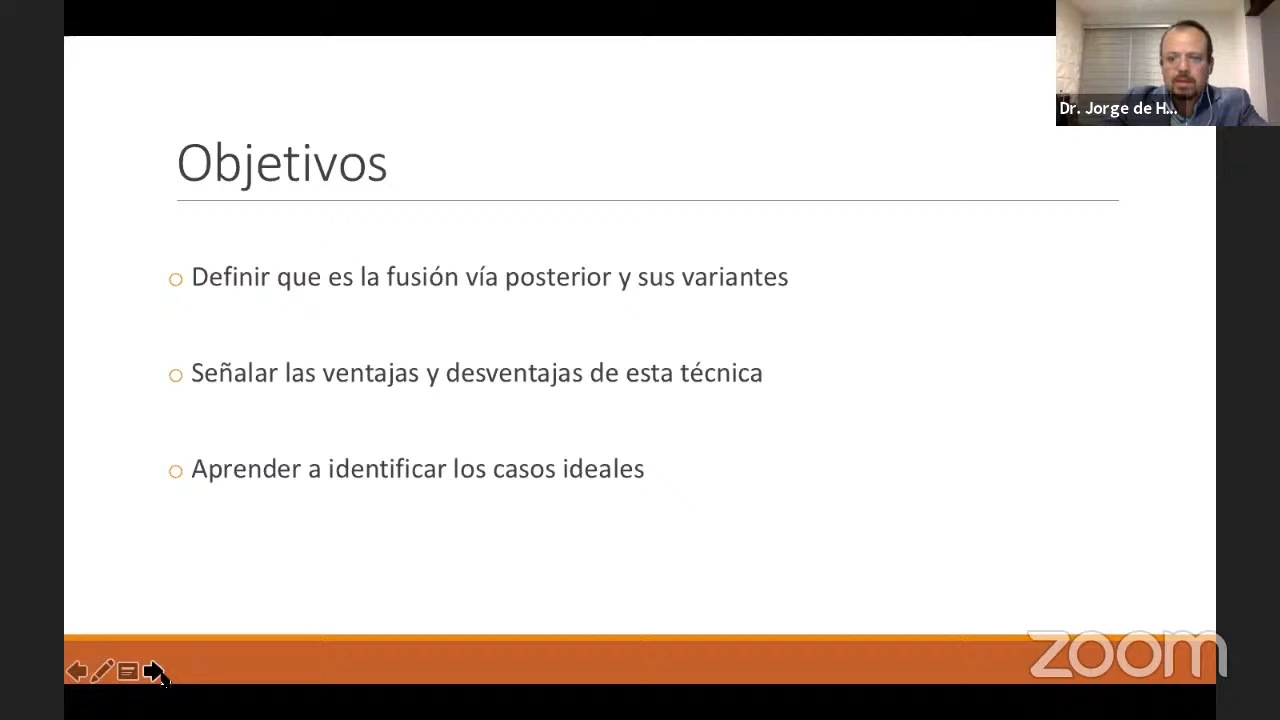 Dr. Jorge de H...
Objetivos
Definir que es la fusión vía posterior y sus variantes
Señalar las ventajas y desventajas de esta técnica
Aprender a identificar los casos ideales
zoom